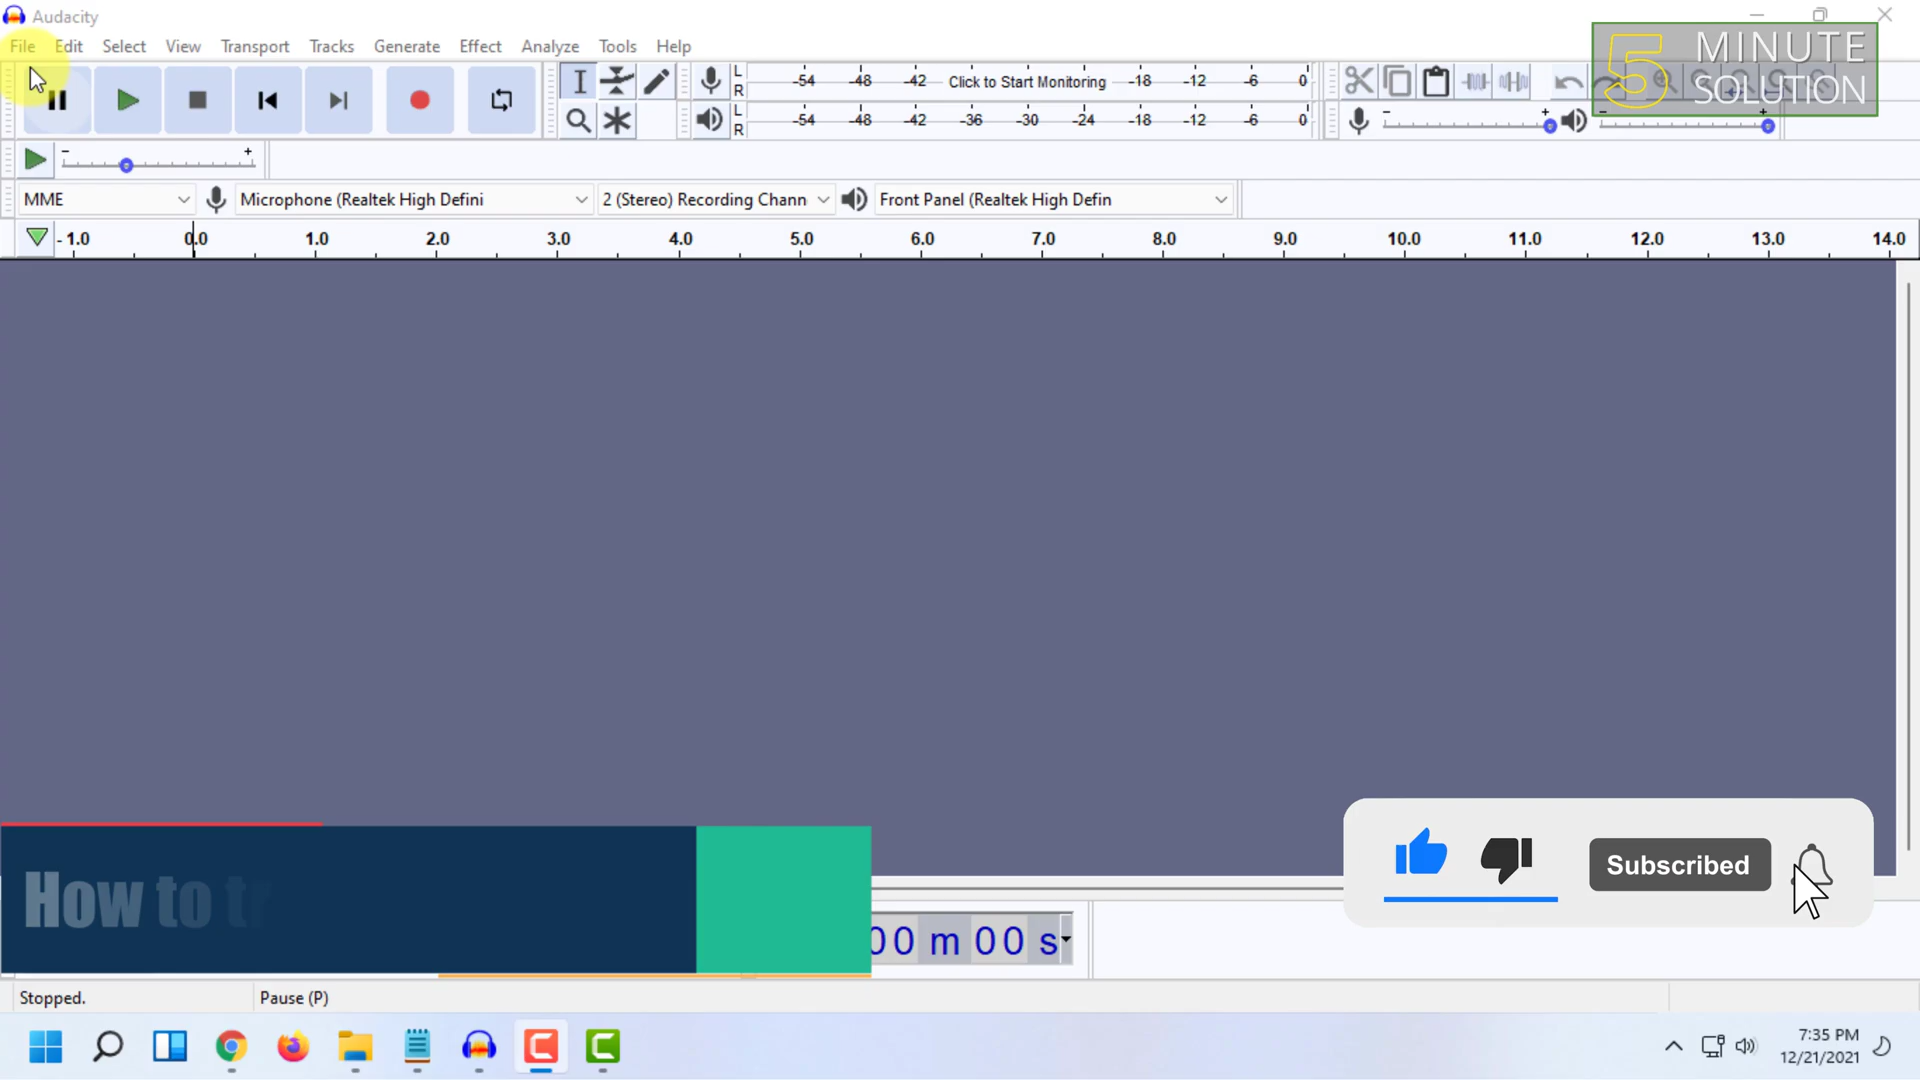 Audacity
File Edit Select View Transport Tracks Generate Effect Analyze Tools Help
L R -54 -48 -42 Click to Start Monitoring -18 -12 -6 0
L R -54 -48 -42 -36 -30 -24 -18 -12 -6 0
5 MINUTE SOLUTION
MME Microphone (Realtek High Defini 2 (Stereo) Recording Chann Front Panel (Realtek High Defin
-1.0 0.0 1.0 2.0 3.0 4.0 5.0 6.0 7.0 8.0 9.0 10.0 11.0 12.0 13.0 14.0
Subscribed
How to tr
00 m 00 s
Stopped. Pause (P)
7:35 PM
12/21/2021